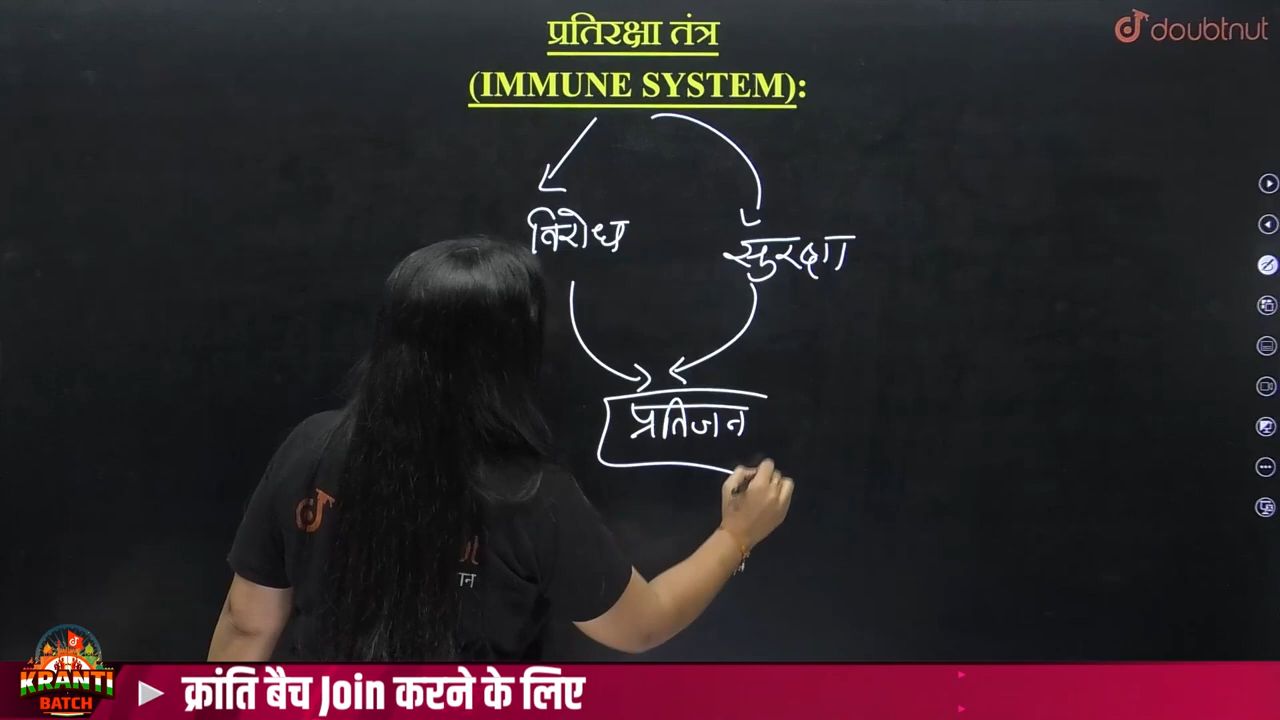 प्रतिरक्षा तंत्र
doubtnut
(IMMUNE SYSTEM):
विरोध
सुरक्षा
प्रतिजन
KRANTI
BATCH
क्रांति बैच Join करने के लिए